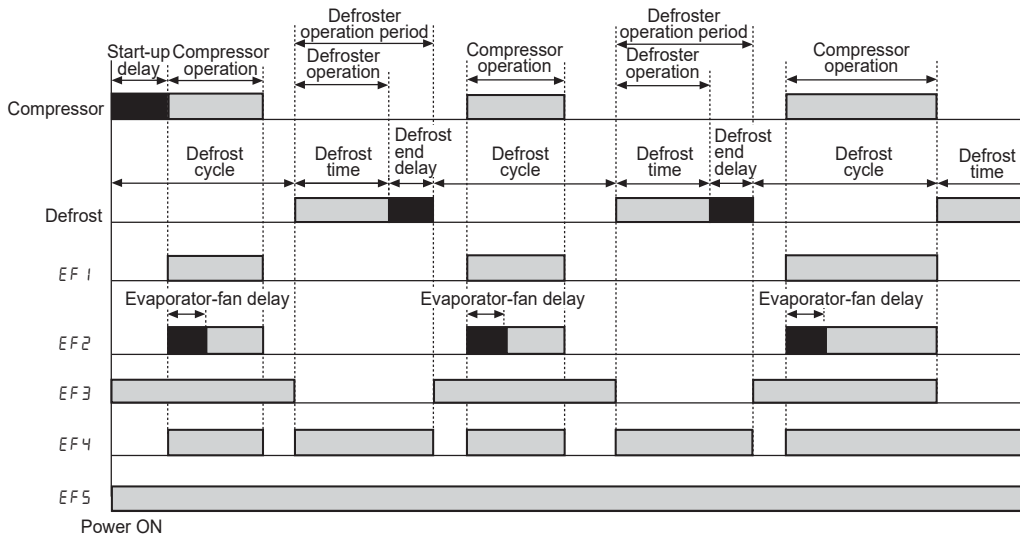 Defroster
operation period
Defroster
operation period
Start-up
delay
Compressor
operation
Defroster
operation
Compressor
operation
Defroster
operation
Compressor
operation
Compressor
Defrost
cycle
Defrost
time
Defrost
end
delay
Defrost
cycle
Defrost
time
Defrost
end
delay
Defrost
cycle
Defrost
time
Defrost
EF1
Evaporator-fan delay
Evaporator-fan delay
Evaporator-fan delay
EF2
EF3
EF4
EF5
Power ON